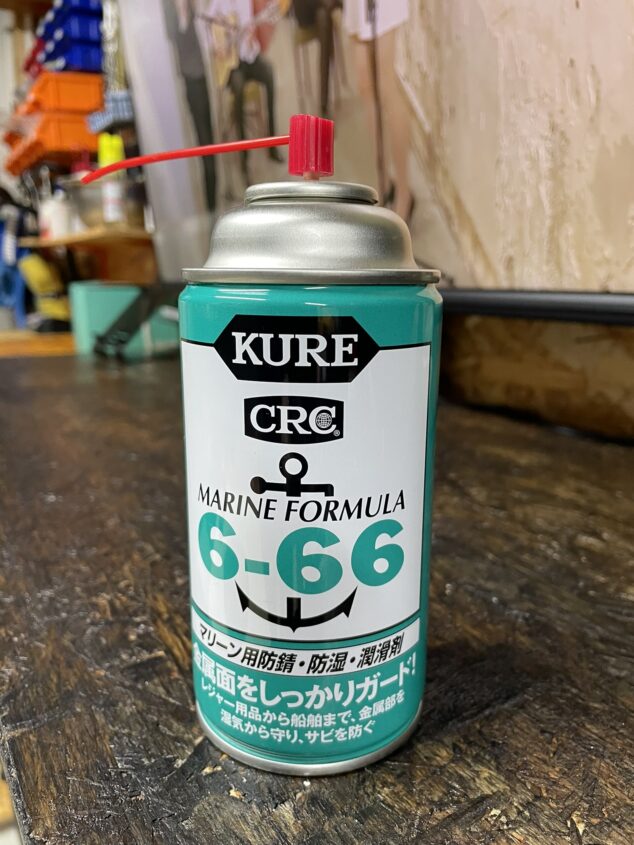 KURE
CRC®
MARINE FORMULA
6-66
マリーン用防錆・防湿・潤滑剤
金属面をしっかりガード!
レジャー用品から船舶まで、金属部を
湿気から守り、サビを防ぐ